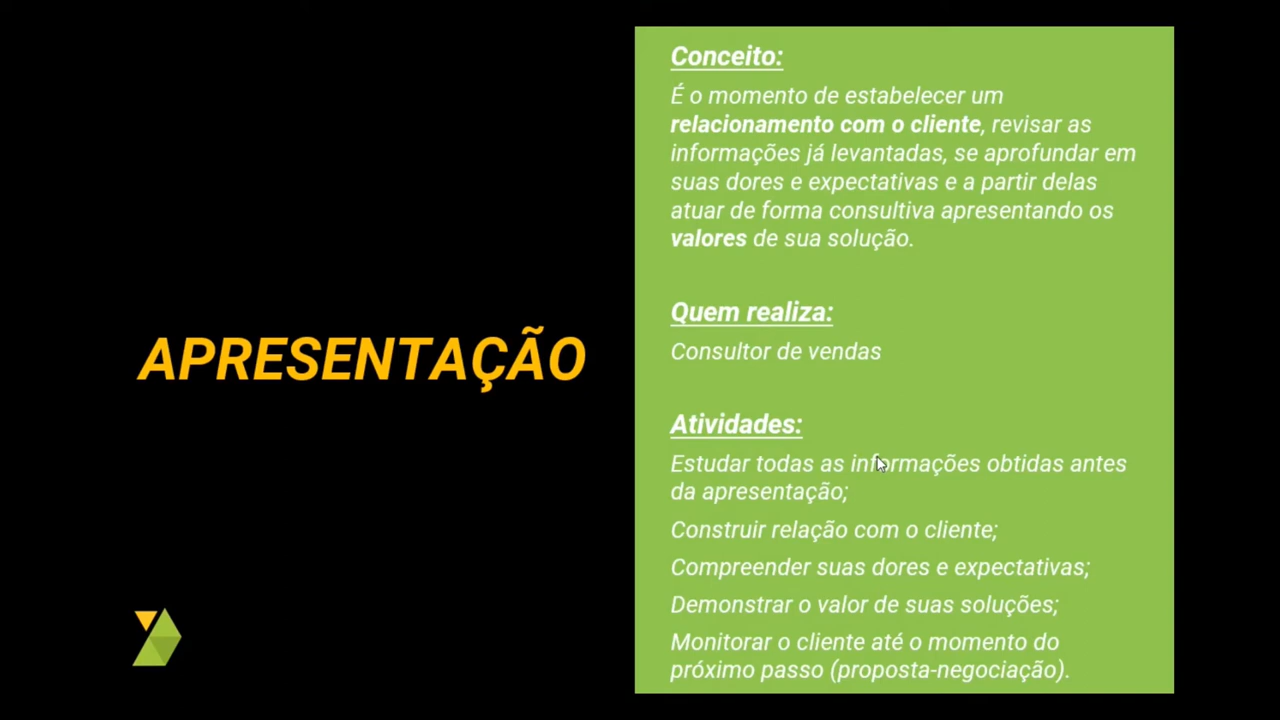 APRESENTAÇÃO
Conceito:
É o momento de estabelecer um
relacionamento com o cliente, revisar as
informações já levantadas, se aprofundar em
suas dores e expectativas e a partir delas
atuar de forma consultiva apresentando os
valores de sua solução.
Quem realiza:
Consultor de vendas
Atividades:
Estudar todas as informações obtidas antes
da apresentação;
Construir relação com o cliente;
Compreender suas dores e expectativas;
Demonstrar o valor de suas soluções;
Monitorar o cliente até o momento do
próximo passo (proposta-negociação).